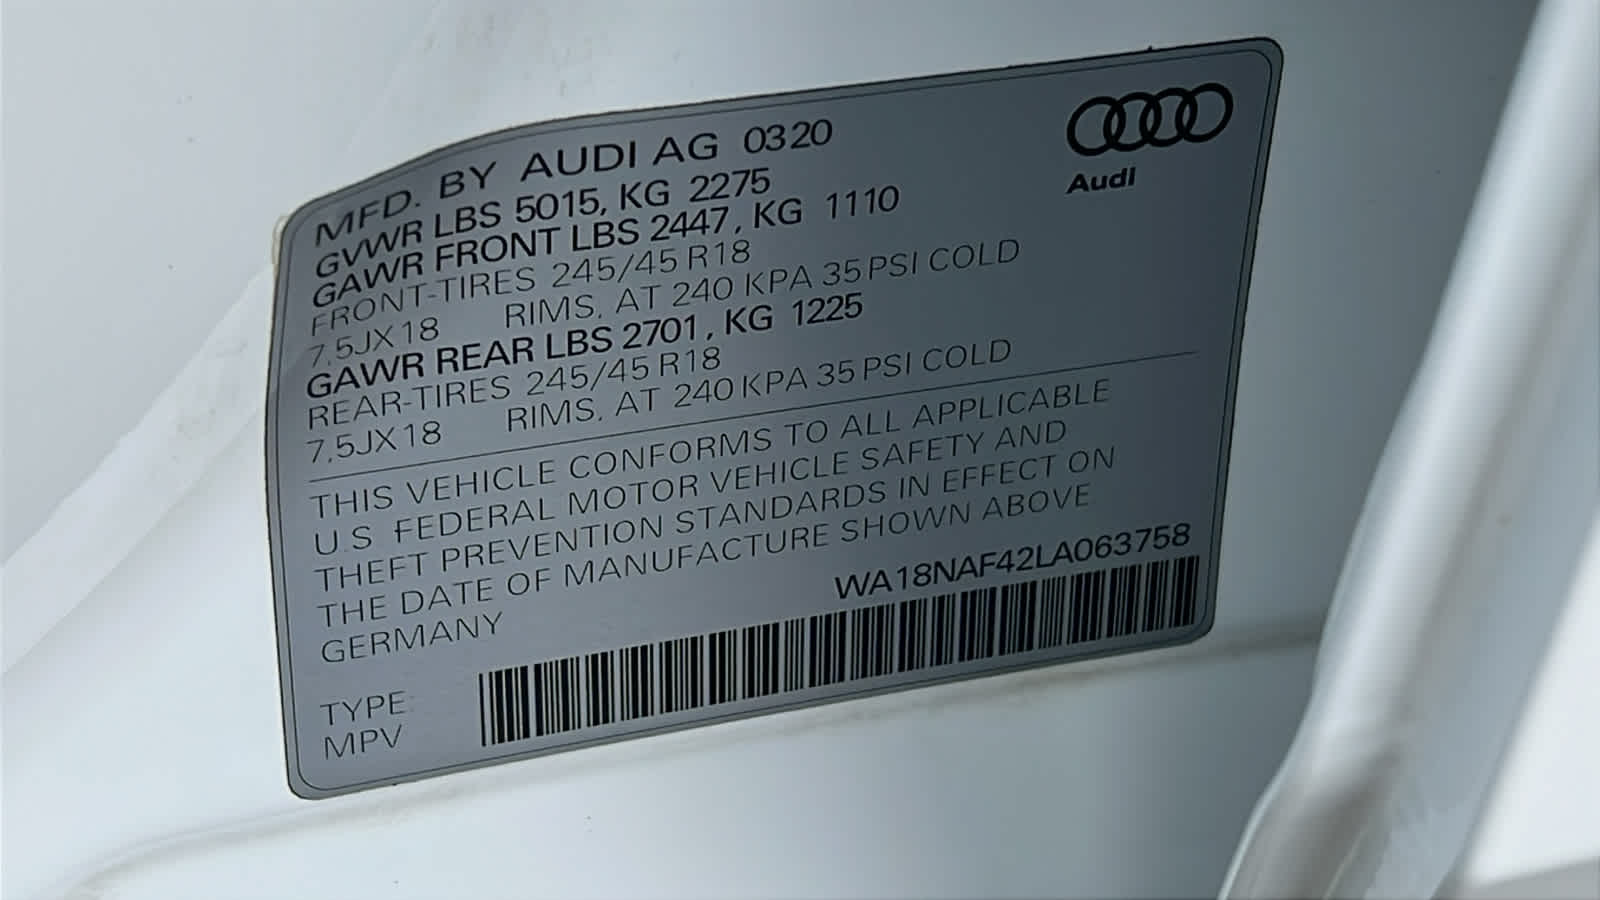 MFD. BY AUDI AG 0320
GVWR LBS 5015, KG 2275
GAWR FRONT LBS 2447, KG 1110
FRONT-TIRES 245/45 R18
7,5JX18 RIMS, AT 240 KPA 35 PSI COLD
GAWR REAR LBS 2701, KG 1225
REAR-TIRES 245/45 R18
7,5JX18 RIMS, AT 240 KPA 35 PSI COLD
THIS VEHICLE CONFORMS TO ALL APPLICABLE
U.S FEDERAL MOTOR VEHICLE SAFETY AND
THEFT PREVENTION STANDARDS IN EFFECT ON
THE DATE OF MANUFACTURE SHOWN ABOVE
GERMANY
WA18NAF42LA063758
TYPE:
MPV
Audi